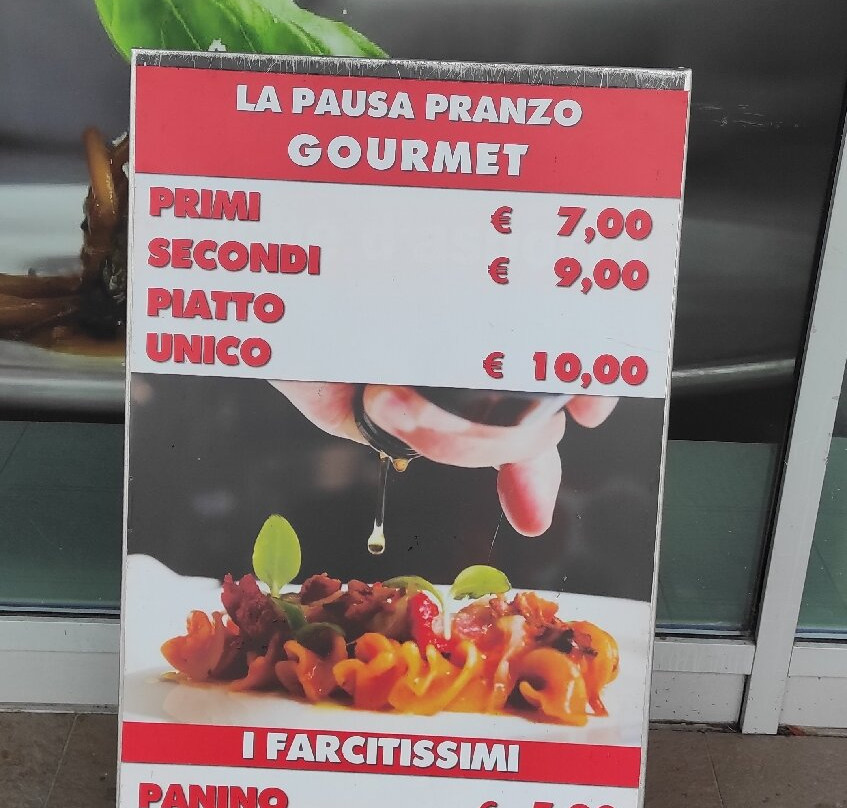 LA PAUSA PRANZO
GOURMET
PRIMI € 7,00
SECONDI € 9,00
PIATTO
UNICO € 10,00
I FARCITISSIMI
PANINO €